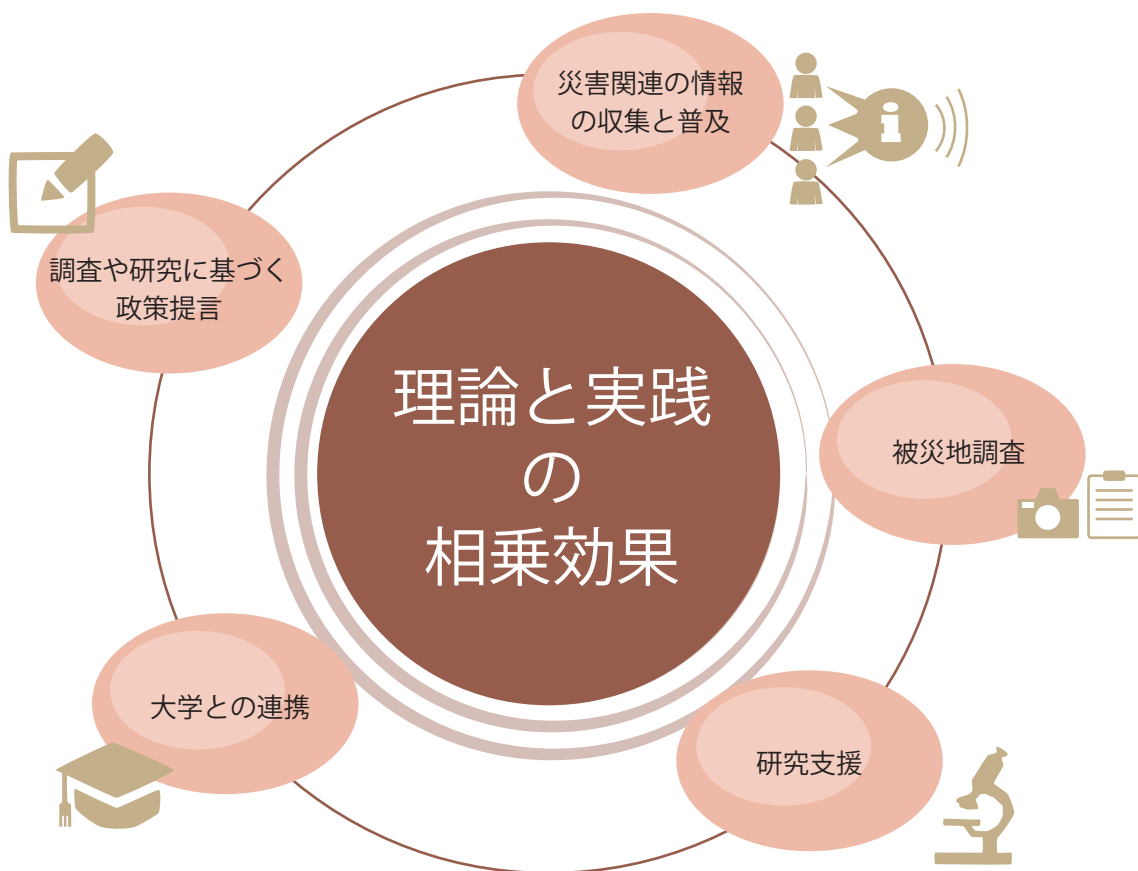 災害関連の情報
の収集と普及
調査や研究に基づく
政策提言
理論と実践
の
相乗効果
被災地調査
大学との連携
研究支援